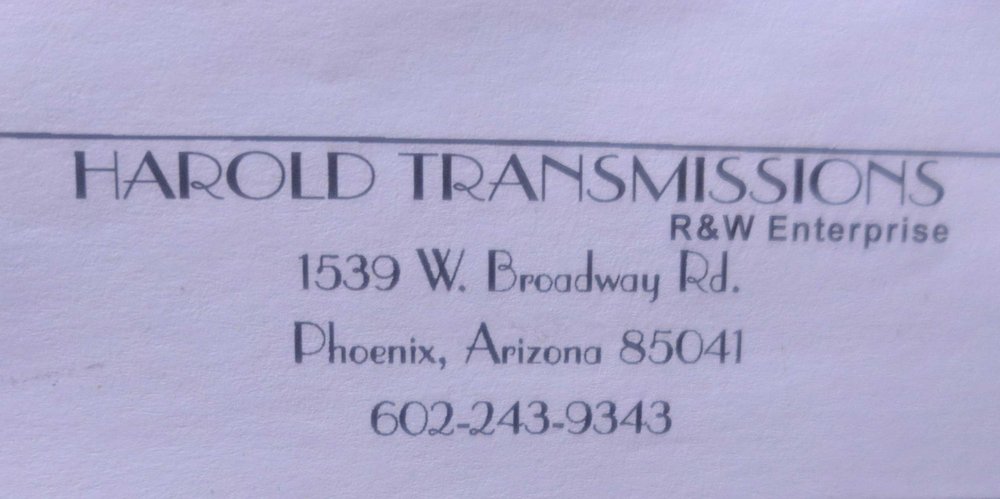 HAROLD TRANSMISSIONS
R&W Enterprise
1539 W. Broadway Rd.
Phoenix, Arizona 85041
602-243-9343